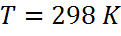 T = 298 K